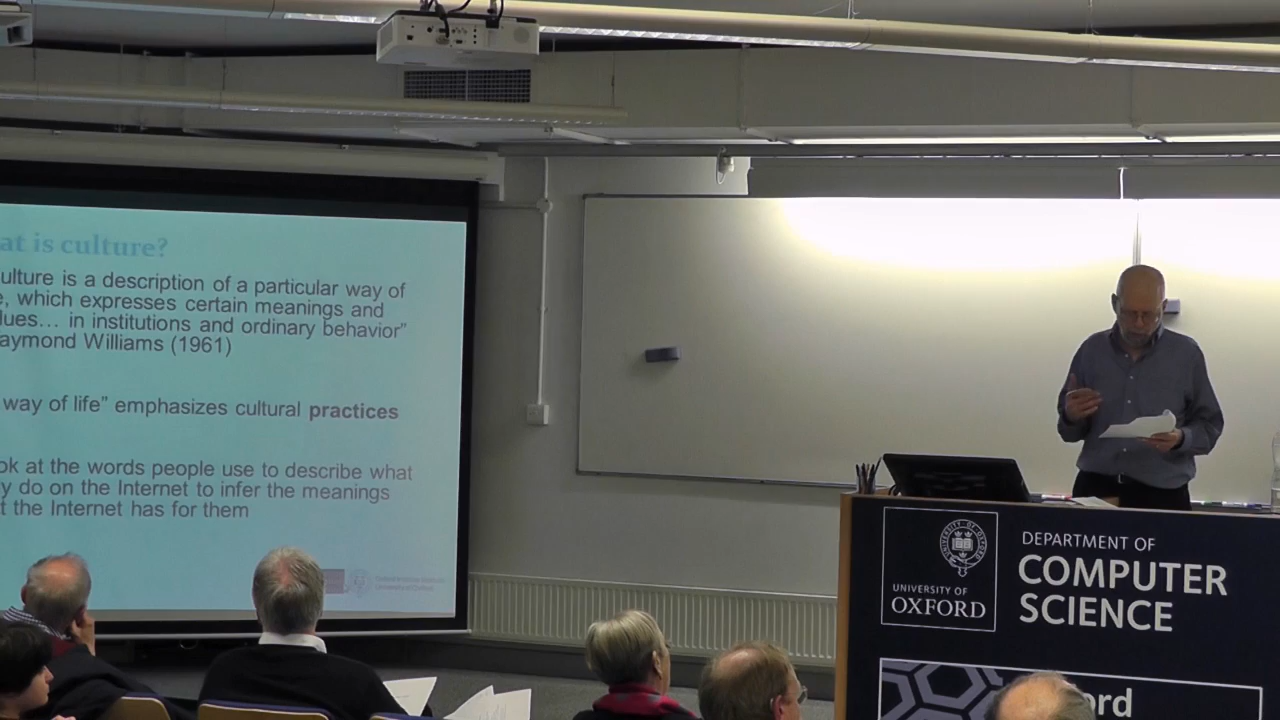 at is culture?
ulture is a description of a particular way of
e, which expresses certain meanings and
lues… in institutions and ordinary behavior”
aymond Williams (1961)
way of life” emphasizes cultural practices
ok at the words people use to describe what
y do on the Internet to infer the meanings
t the Internet has for them
UNIVERSITY OF
OXFORD
DEPARTMENT OF
COMPUTER
SCIENCE
ord